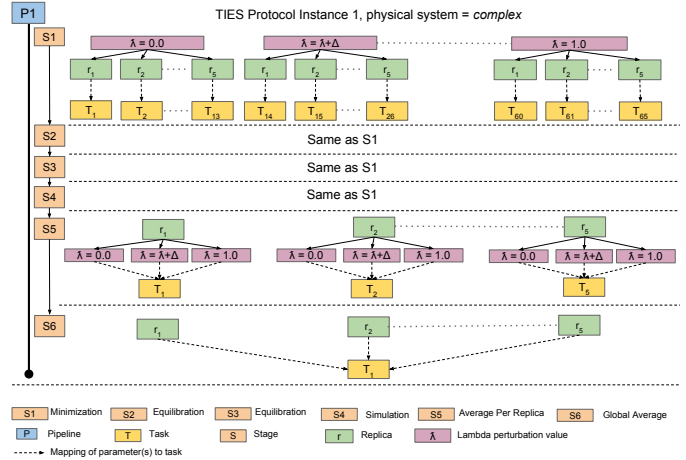 P1
TIES Protocol Instance 1, physical system = complex
S1
ƛ = 0.0
ƛ = ƛ+Δ
ƛ = 1.0
r1 r2 r5 r1 r2 r5 r1 r2 r5
T1 T2 T13 T14 T15 T26 T60 T61 T65
S2
Same as S1
S3
Same as S1
S4
Same as S1
S5
r1 r2 r5
ƛ = 0.0 ƛ = ƛ+Δ ƛ = 1.0 ƛ = 0.0 ƛ = ƛ+Δ ƛ = 1.0 ƛ = 0.0 ƛ = ƛ+Δ ƛ = 1.0
T1 T2 T5
S6
r1 r2 r5
T1
S1 Minimization S2 Equilibration S3 Equilibration S4 Simulation S5 Average Per Replica S6 Global Average
P Pipeline T Task S Stage r Replica ƛ Lambda perturbation value
Mapping of parameter(s) to task